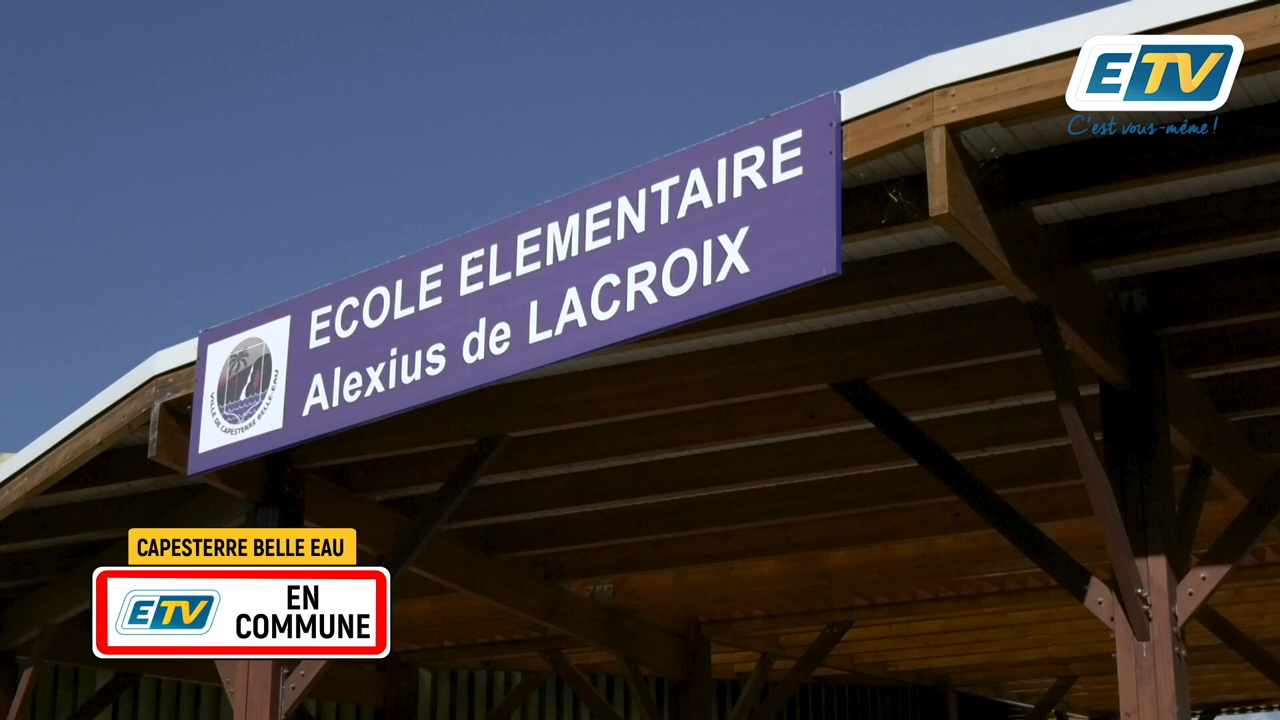 ETV
C'est vous-même !
ECOLE ELEMENTAIRE
Alexius de LACROIX
VILLE DE CAPESTERRE BELLE-EAU
CAPESTERRE BELLE EAU
ETV
EN
COMMUNE